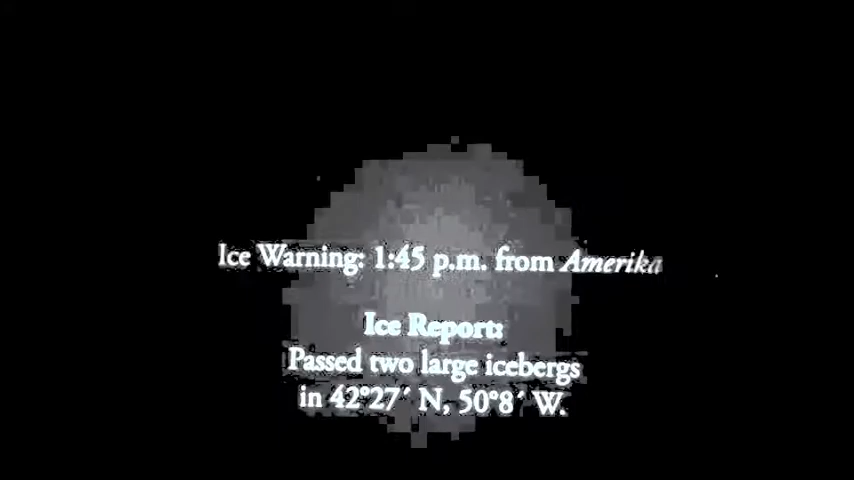 Ice Warning: 1:45 p.m. from Amerika
Ice Report:
Passed two large icebergs
in 42°27´ N, 50°8´ W.